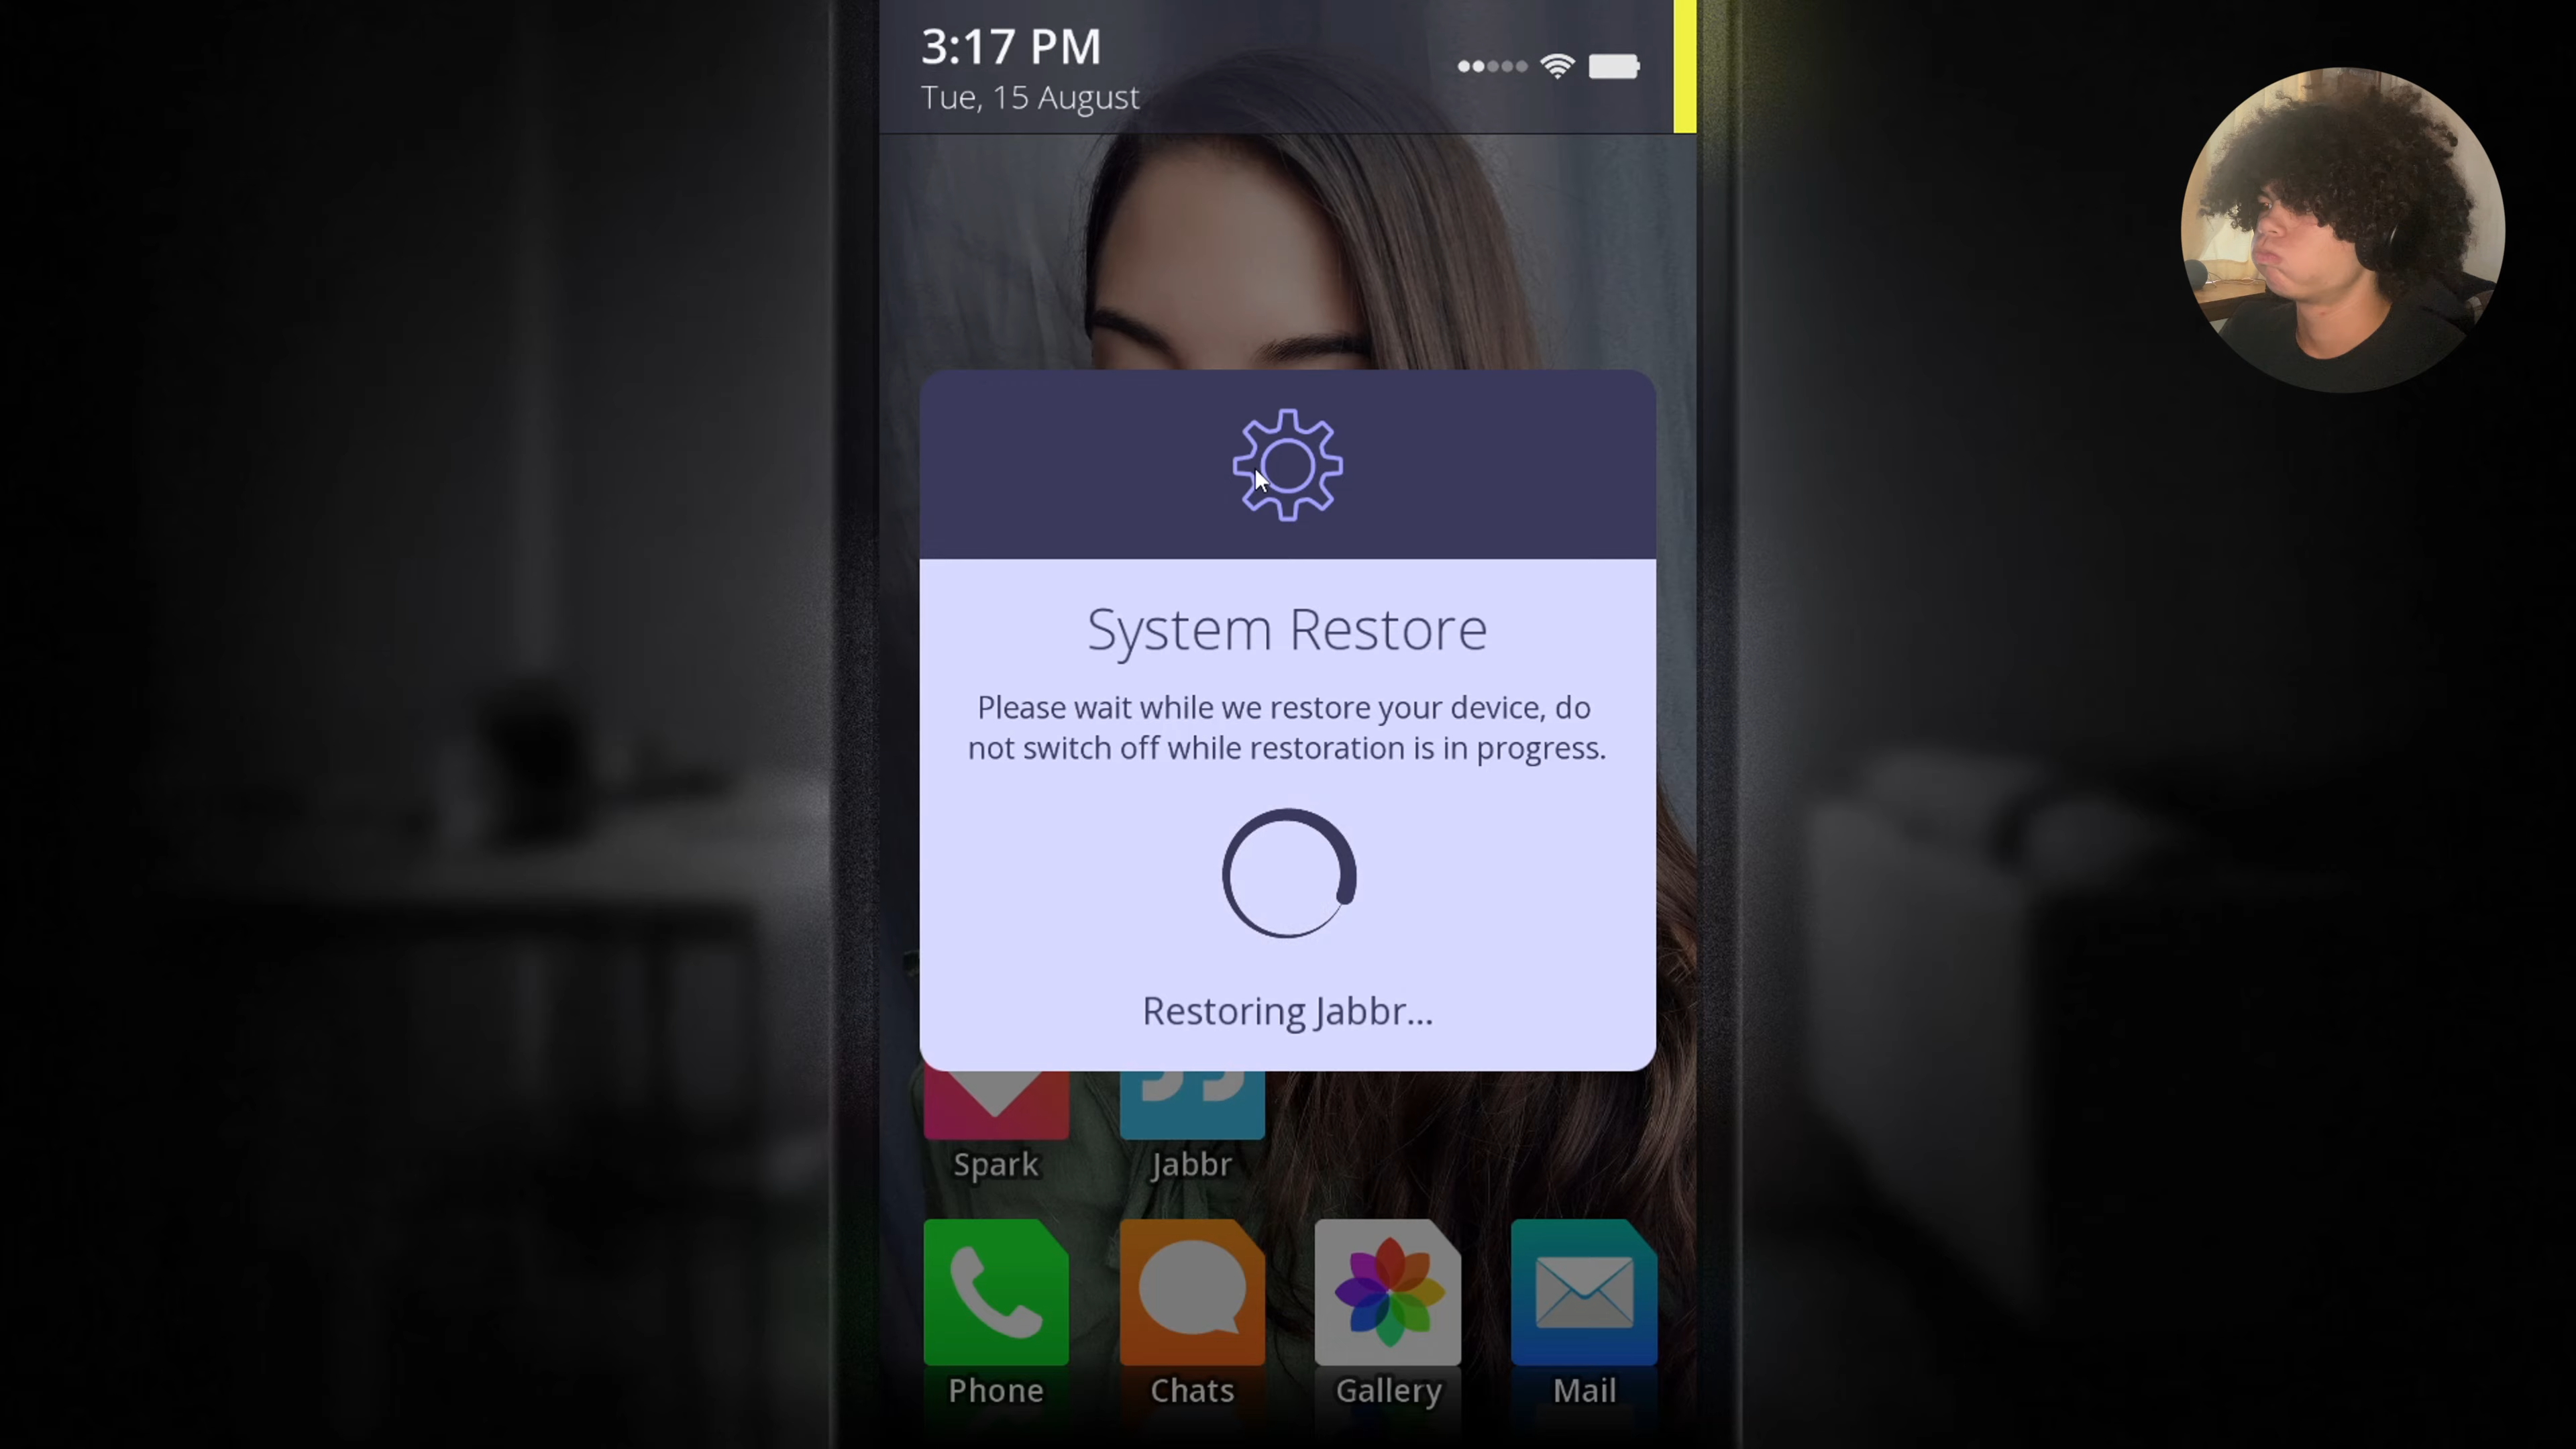 3:17 PM
Tue, 15 August
System Restore
Please wait while we restore your device, do
not switch off while restoration is in progress.
Restoring Jabbr...
Spark
Jabbr
Phone
Chats
Gallery
Mail